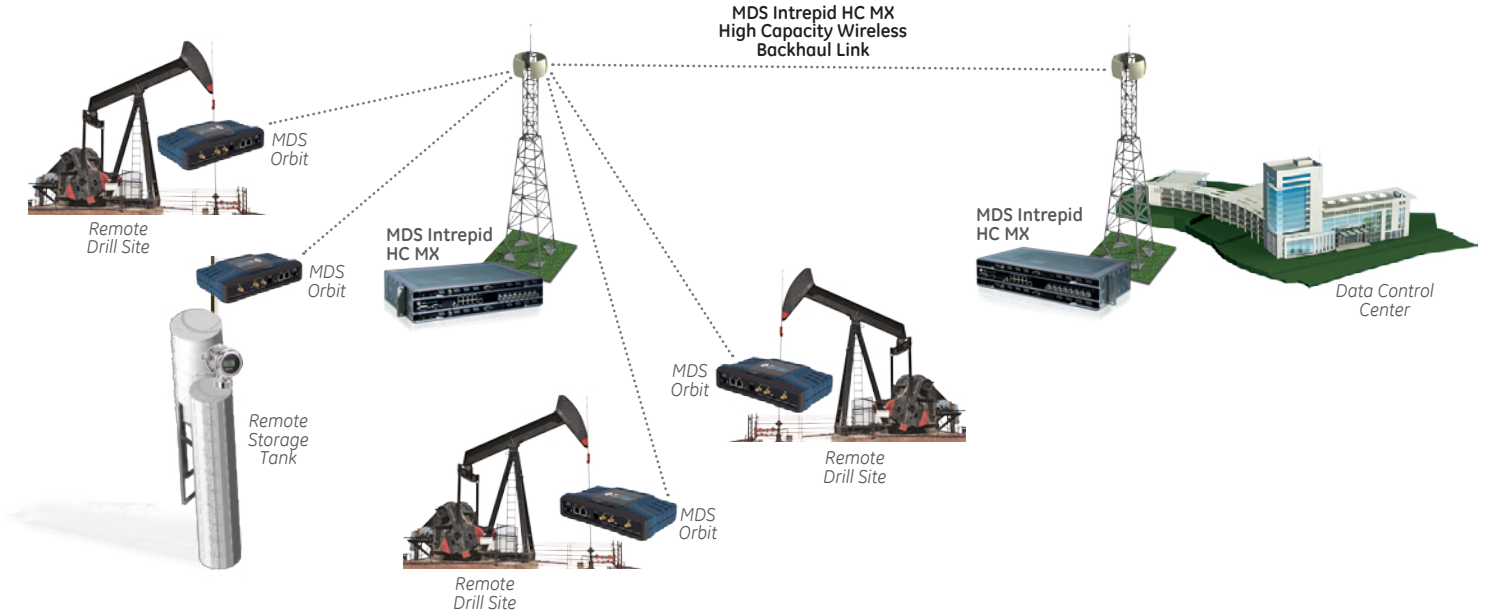 MDS Intrepid HC MX
High Capacity Wireless
Backhaul Link
MDS
Orbit
Remote
Drill Site
MDS
Orbit
MDS Intrepid
HC MX
MDS Intrepid
HC MX
Data Control
Center
MDS
Orbit
Remote
Storage
Tank
Remote
Drill Site
MDS
Orbit
Remote
Drill Site